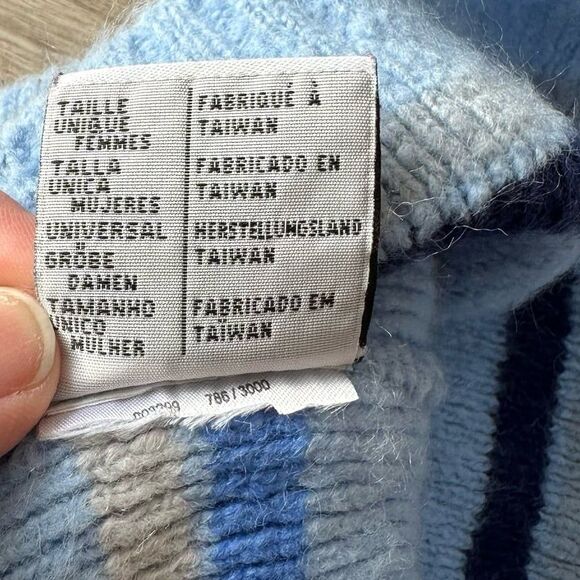 TAILLE
UNIQUE
FEMMES
TALLA
UNICA
MUJERES
UNIVERSAL
GRÖBE
DAMEN
TAMANHO
UNICO
MULHER
FABRIQUÉ À
TAIWAN
FABRICADO EN
TAIWAN
HERSTELLUNGSLAND
TAIWAN
FABRICADO EM
TAIWAN
786/3000